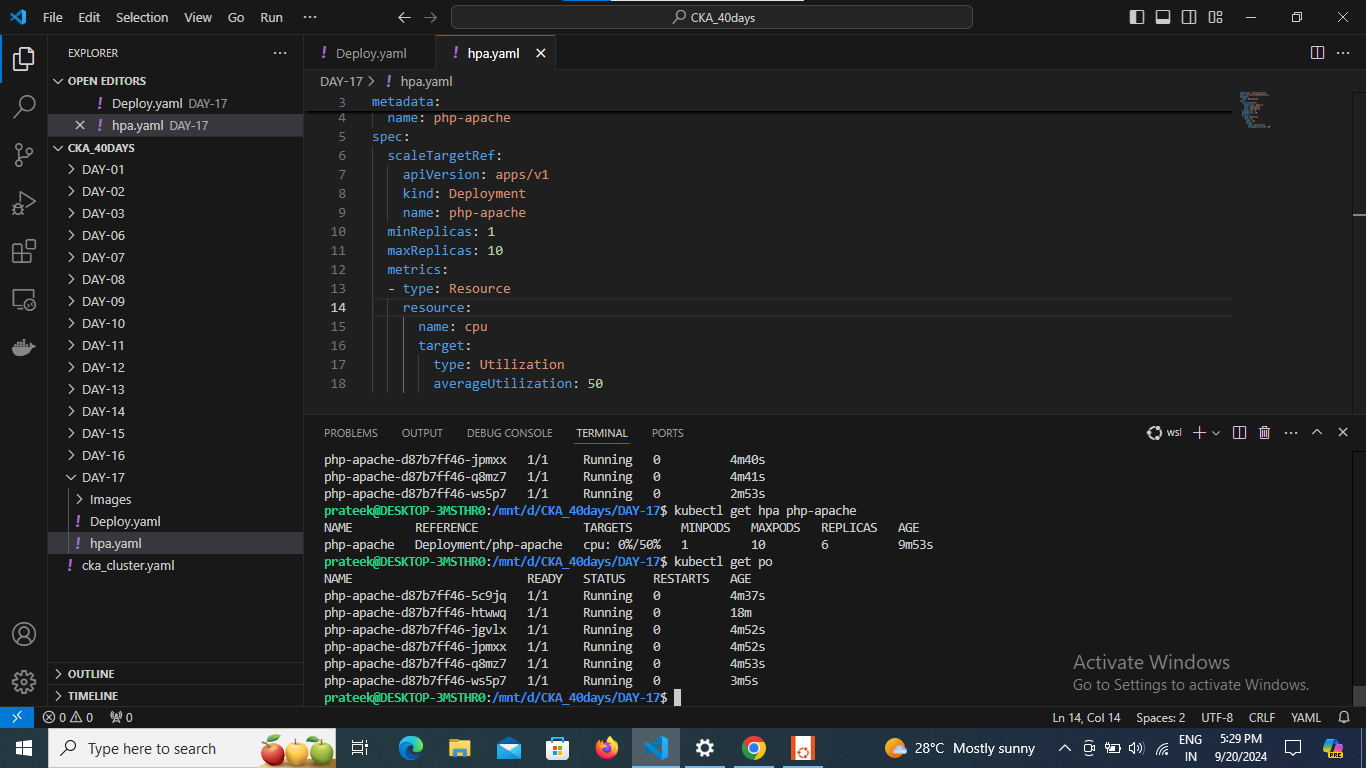 File Edit Selection View Go Run ··· CKA_40days
EXPLORER ···
OPEN EDITORS
! Deploy.yaml DAY-17
! hpa.yaml DAY-17
CKA_40DAYS
DAY-01
DAY-02
DAY-03
DAY-06
DAY-07
DAY-08
DAY-09
DAY-10
DAY-11
DAY-12
DAY-13
DAY-14
DAY-15
DAY-16
DAY-17
Images
! Deploy.yaml
! hpa.yaml
! cka_cluster.yaml
OUTLINE
TIMELINE
! Deploy.yaml ! hpa.yaml
DAY-17 > ! hpa.yaml
3 metadata:
4 name: php-apache
5 spec:
6 scaleTargetRef:
7 apiVersion: apps/v1
8 kind: Deployment
9 name: php-apache
10 minReplicas: 1
11 maxReplicas: 10
12 metrics:
13 - type: Resource
14 resource:
15 name: cpu
16 target:
17 type: Utilization
18 averageUtilization: 50
PROBLEMS OUTPUT DEBUG CONSOLE TERMINAL PORTS wsl
php-apache-d87b7ff46-jpmxx 1/1 Running 0 4m40s
php-apache-d87b7ff46-q8mz7 1/1 Running 0 4m41s
php-apache-d87b7ff46-ws5p7 1/1 Running 0 2m53s
prateek@DESKTOP-3MSTHR0:/mnt/d/CKA_40days/DAY-17$ kubectl get hpa php-apache
NAME REFERENCE TARGETS MINPODS MAXPODS REPLICAS AGE
php-apache Deployment/php-apache cpu: 0%/50% 1 10 6 9m53s
prateek@DESKTOP-3MSTHR0:/mnt/d/CKA_40days/DAY-17$ kubectl get po
NAME READY STATUS RESTARTS AGE
php-apache-d87b7ff46-5c9jq 1/1 Running 0 4m37s
php-apache-d87b7ff46-htwwq 1/1 Running 0 18m
php-apache-d87b7ff46-jgvlx 1/1 Running 0 4m52s
php-apache-d87b7ff46-jpmxx 1/1 Running 0 4m52s
php-apache-d87b7ff46-q8mz7 1/1 Running 0 4m53s
php-apache-d87b7ff46-ws5p7 1/1 Running 0 3m5s
prateek@DESKTOP-3MSTHR0:/mnt/d/CKA_40days/DAY-17$
Activate Windows
Go to Settings to activate Windows.
0 0 0 Ln 14, Col 14 Spaces: 2 UTF-8 CRLF YAML
Type here to search 28°C Mostly sunny ENG IN 5:29 PM 9/20/2024 PRE